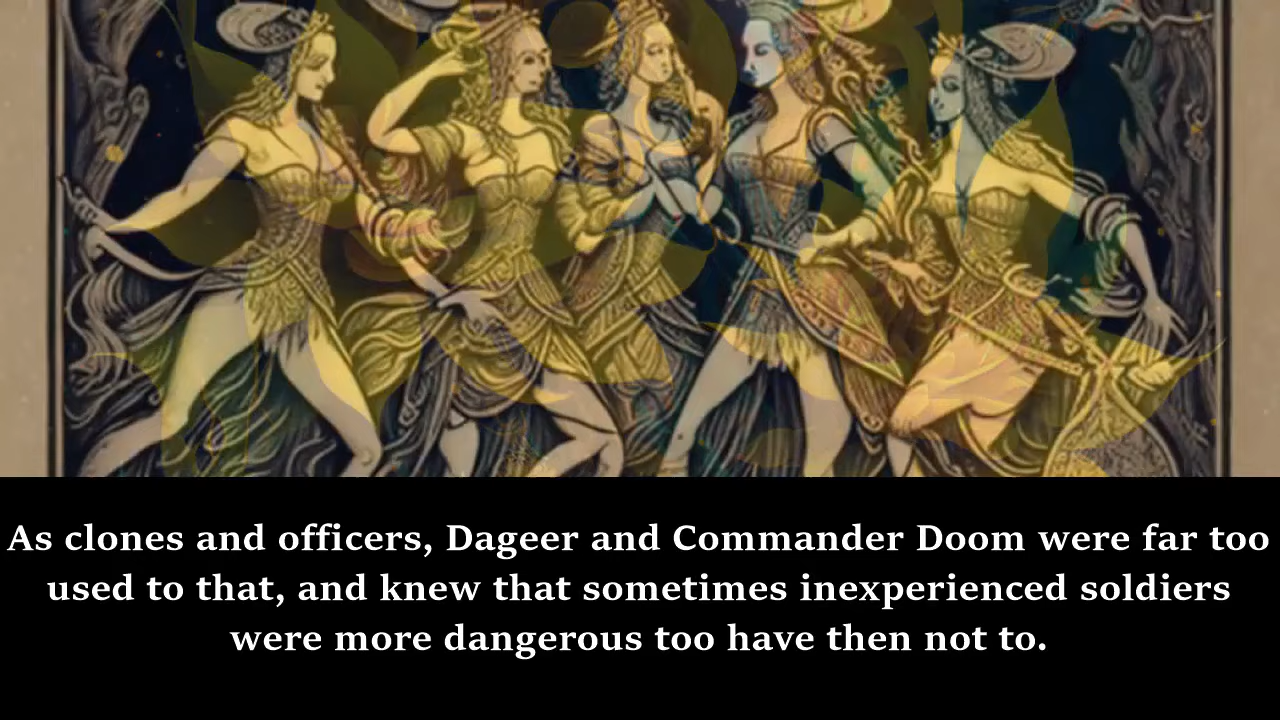 As clones and officers, Dageer and Commander Doom were far too
used to that, and knew that sometimes inexperienced soldiers
were more dangerous too have then not to.